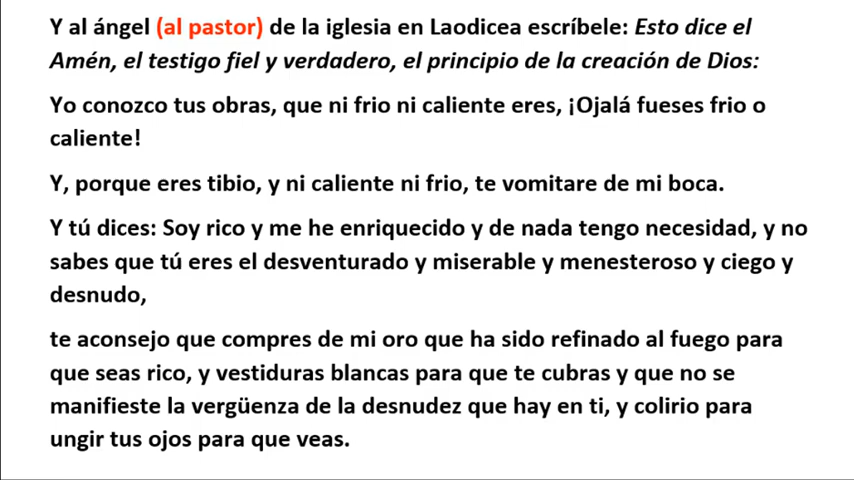 Y al ángel (al pastor) de la iglesia en Laodicea escríbele: Esto dice el
Amén, el testigo fiel y verdadero, el principio de la creación de Dios:
Yo conozco tus obras, que ni frio ni caliente eres, ¡Ojalá fueses frio o
caliente!
Y, porque eres tibio, y ni caliente ni frio, te vomitare de mi boca.
Y tú dices: Soy rico y me he enriquecido y de nada tengo necesidad, y no
sabes que tú eres el desventurado y miserable y menesteroso y ciego y
desnudo,
te aconsejo que compres de mi oro que ha sido refinado al fuego para
que seas rico, y vestiduras blancas para que te cubras y que no se
manifieste la vergüenza de la desnudez que hay en ti, y colirio para
ungir tus ojos para que veas.